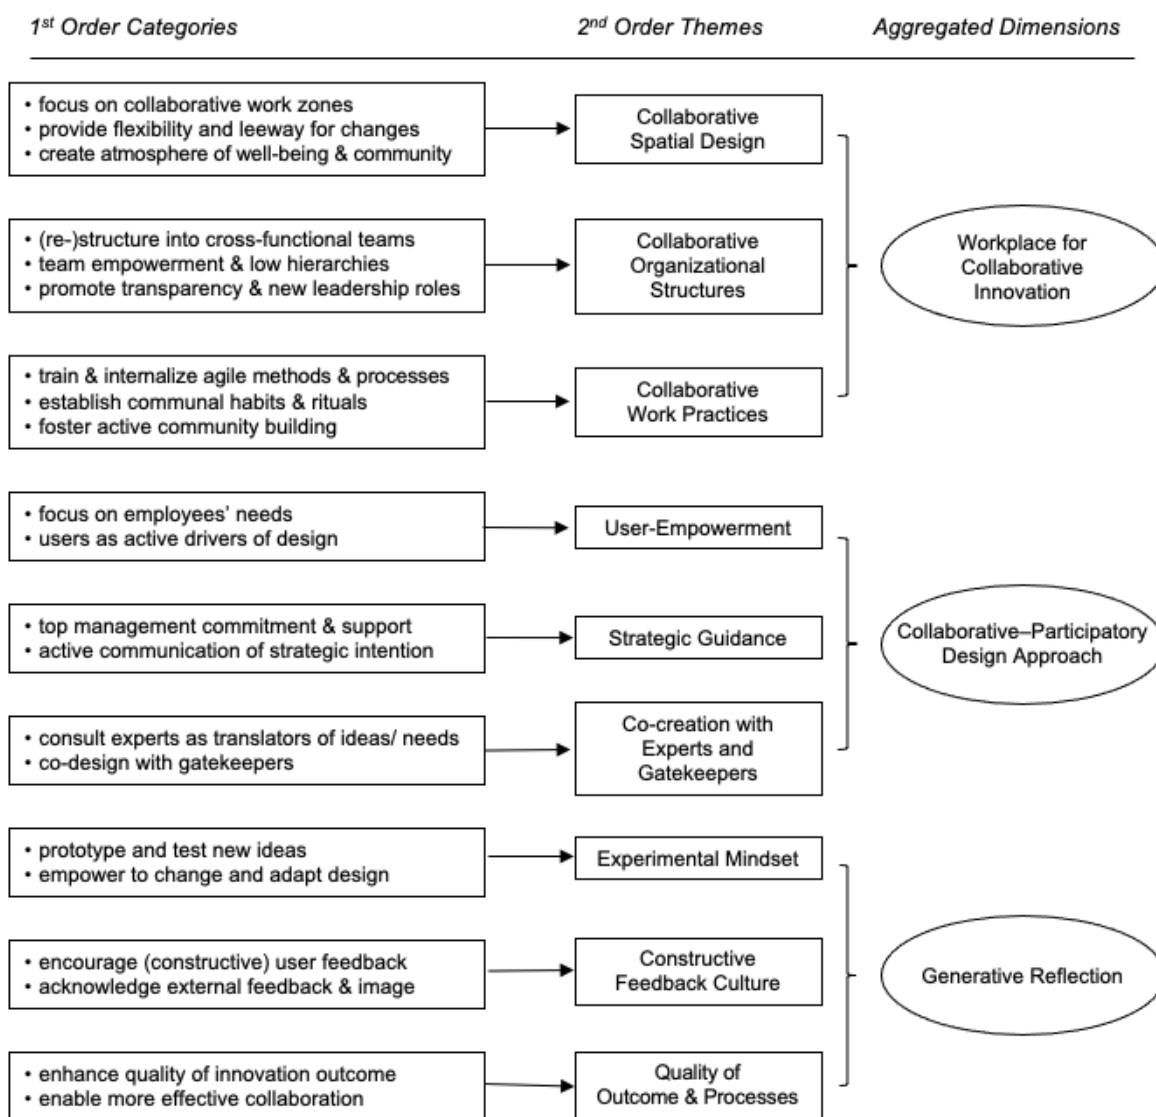 1st Order Categories
2nd Order Themes
Aggregated Dimensions
• focus on collaborative work zones
• provide flexibility and leeway for changes
• create atmosphere of well-being & community
Collaborative
Spatial Design
• (re-)structure into cross-functional teams
• team empowerment & low hierarchies
• promote transparency & new leadership roles
Collaborative
Organizational
Structures
Workplace for
Collaborative
Innovation
• train & internalize agile methods & processes
• establish communal habits & rituals
• foster active community building
Collaborative
Work Practices
• focus on employees' needs
• users as active drivers of design
User-Empowerment
• top management commitment & support
• active communication of strategic intention
Strategic Guidance
Collaborative–Participatory
Design Approach
• consult experts as translators of ideas/ needs
• co-design with gatekeepers
Co-creation with
Experts and
Gatekeepers
• prototype and test new ideas
• empower to change and adapt design
Experimental Mindset
• encourage (constructive) user feedback
• acknowledge external feedback & image
Constructive
Feedback Culture
Generative Reflection
• enhance quality of innovation outcome
• enable more effective collaboration
Quality of
Outcome & Processes